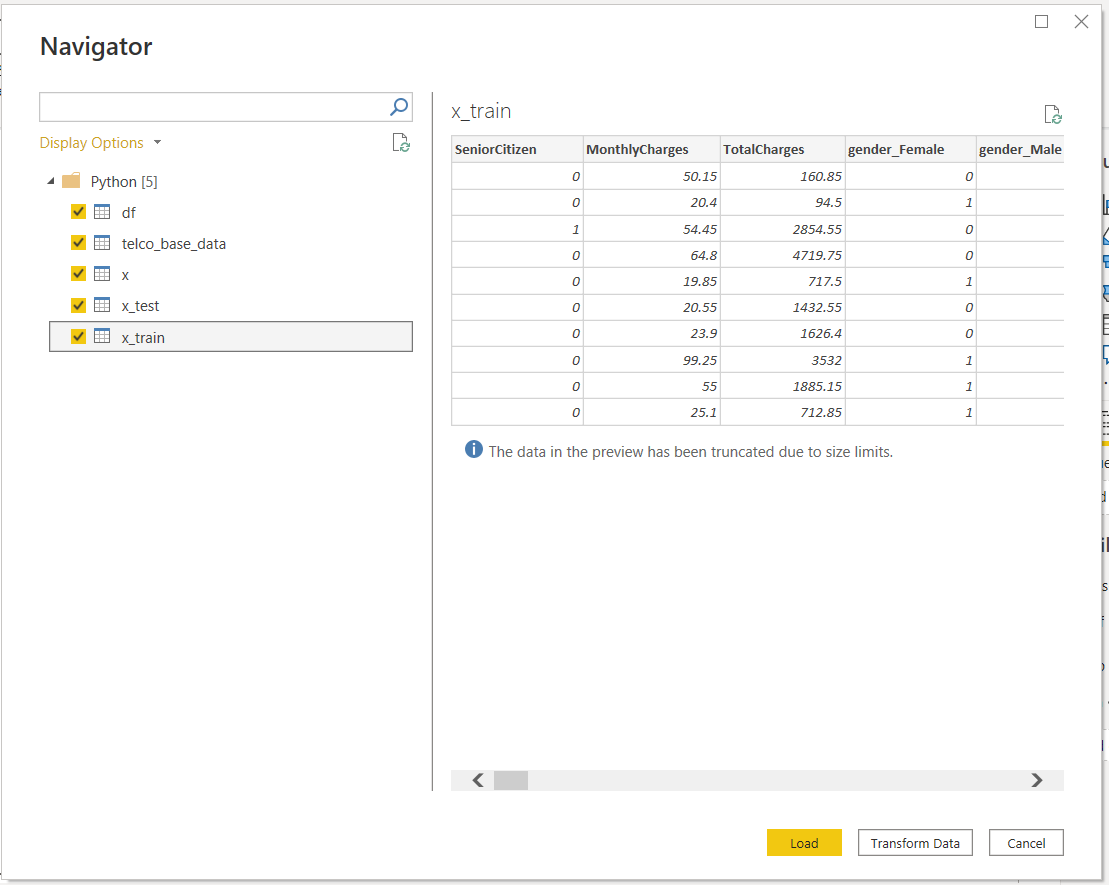 Navigator
Display Options
Python [5]
df
telco_base_data
x
x_test
x_train
x_train
SeniorCitizen MonthlyCharges TotalCharges gender_Female gender_Male
0 50.15 160.85 0
0 20.4 94.5 1
1 54.45 2854.55 0
0 64.8 4719.75 0
0 19.85 717.5 1
0 20.55 1432.55 0
0 23.9 1626.4 0
0 99.25 3532 1
0 55 1885.15 1
0 25.1 712.85 1
The data in the preview has been truncated due to size limits.
Load Transform Data Cancel